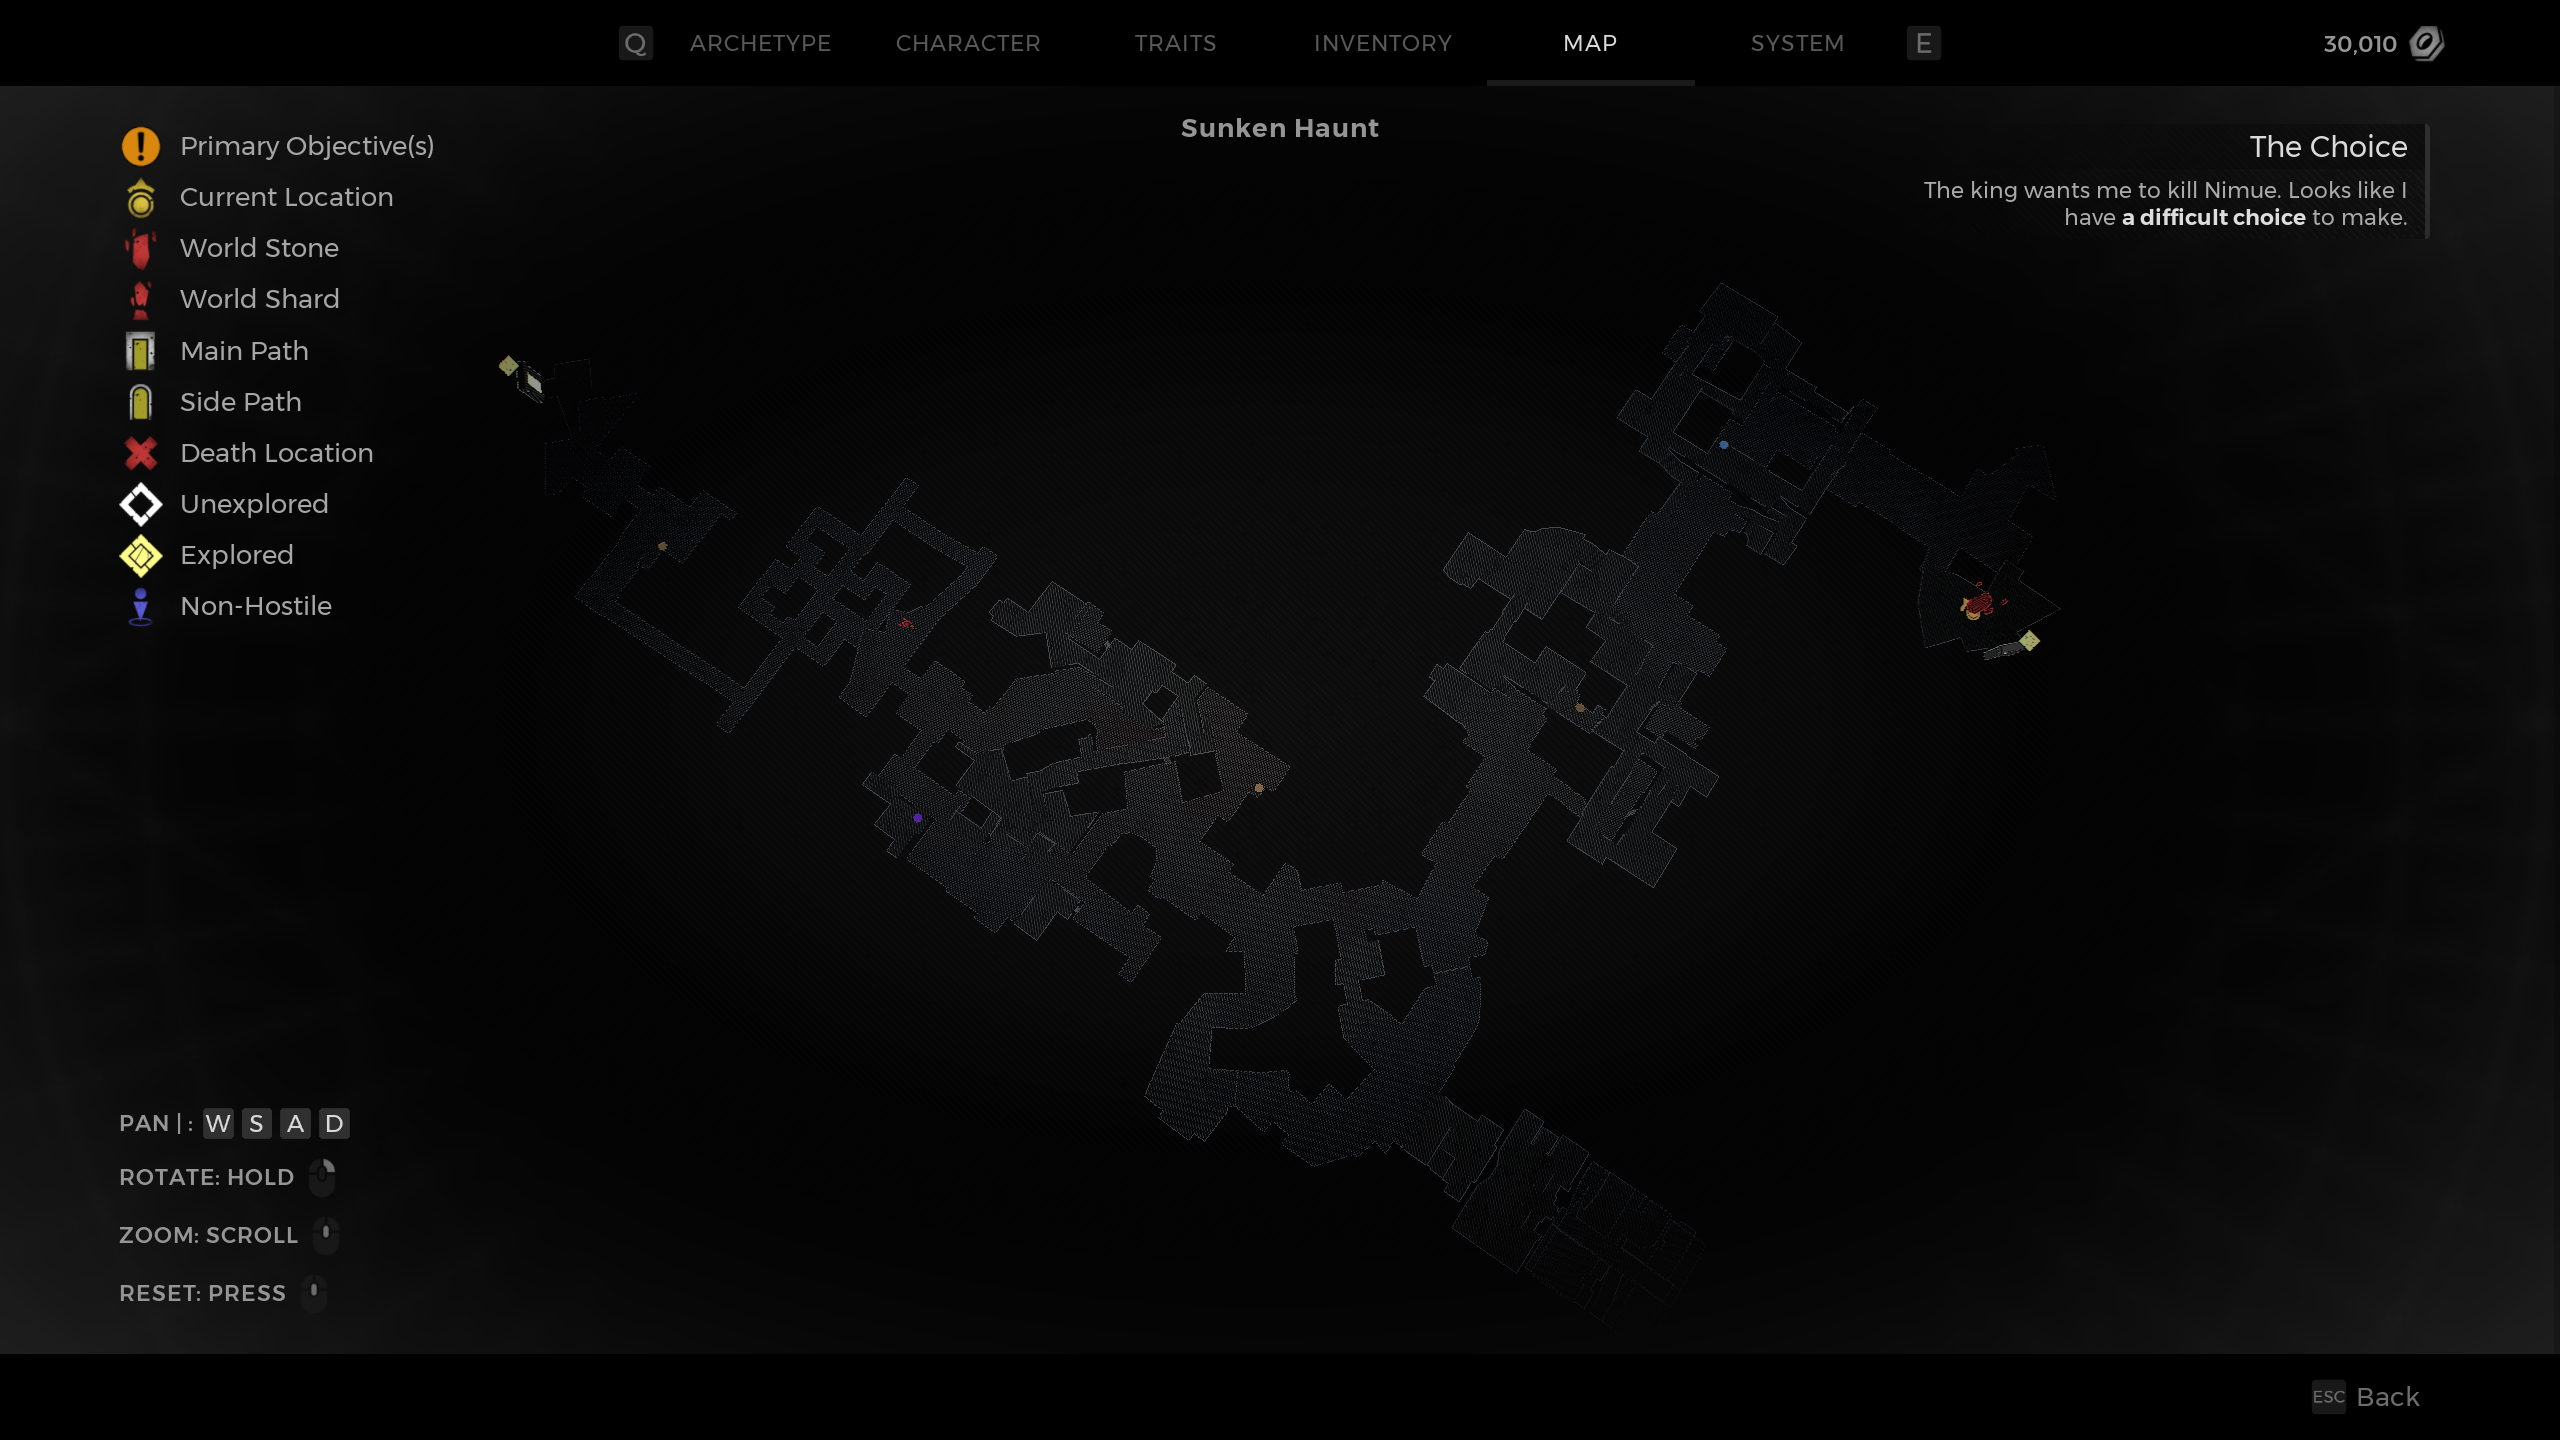 Q ARCHETYPE CHARACTER TRAITS INVENTORY MAP SYSTEM E 30,010
Sunken Haunt
Primary Objective(s)
Current Location
World Stone
World Shard
Main Path
Side Path
Death Location
Unexplored
Explored
Non-Hostile
The Choice
The king wants me to kill Nimue. Looks like I
have a difficult choice to make.
PAN | : W S A D
ROTATE: HOLD
ZOOM: SCROLL
RESET: PRESS
ESC Back